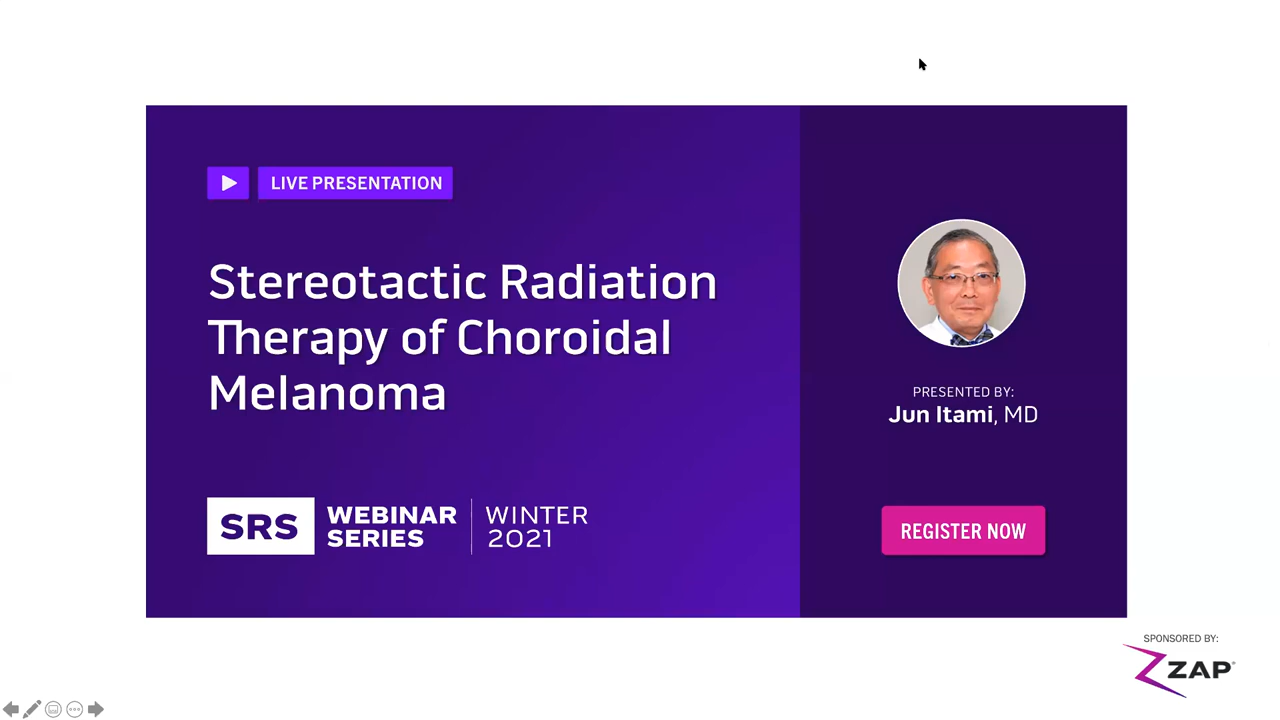 LIVE PRESENTATION
Stereotactic Radiation
Therapy of Choroidal
Melanoma
SRS
WEBINAR
SERIES
WINTER
2021
PRESENTED BY:
Jun Itami, MD
REGISTER NOW
SPONSORED BY:
ZAP®